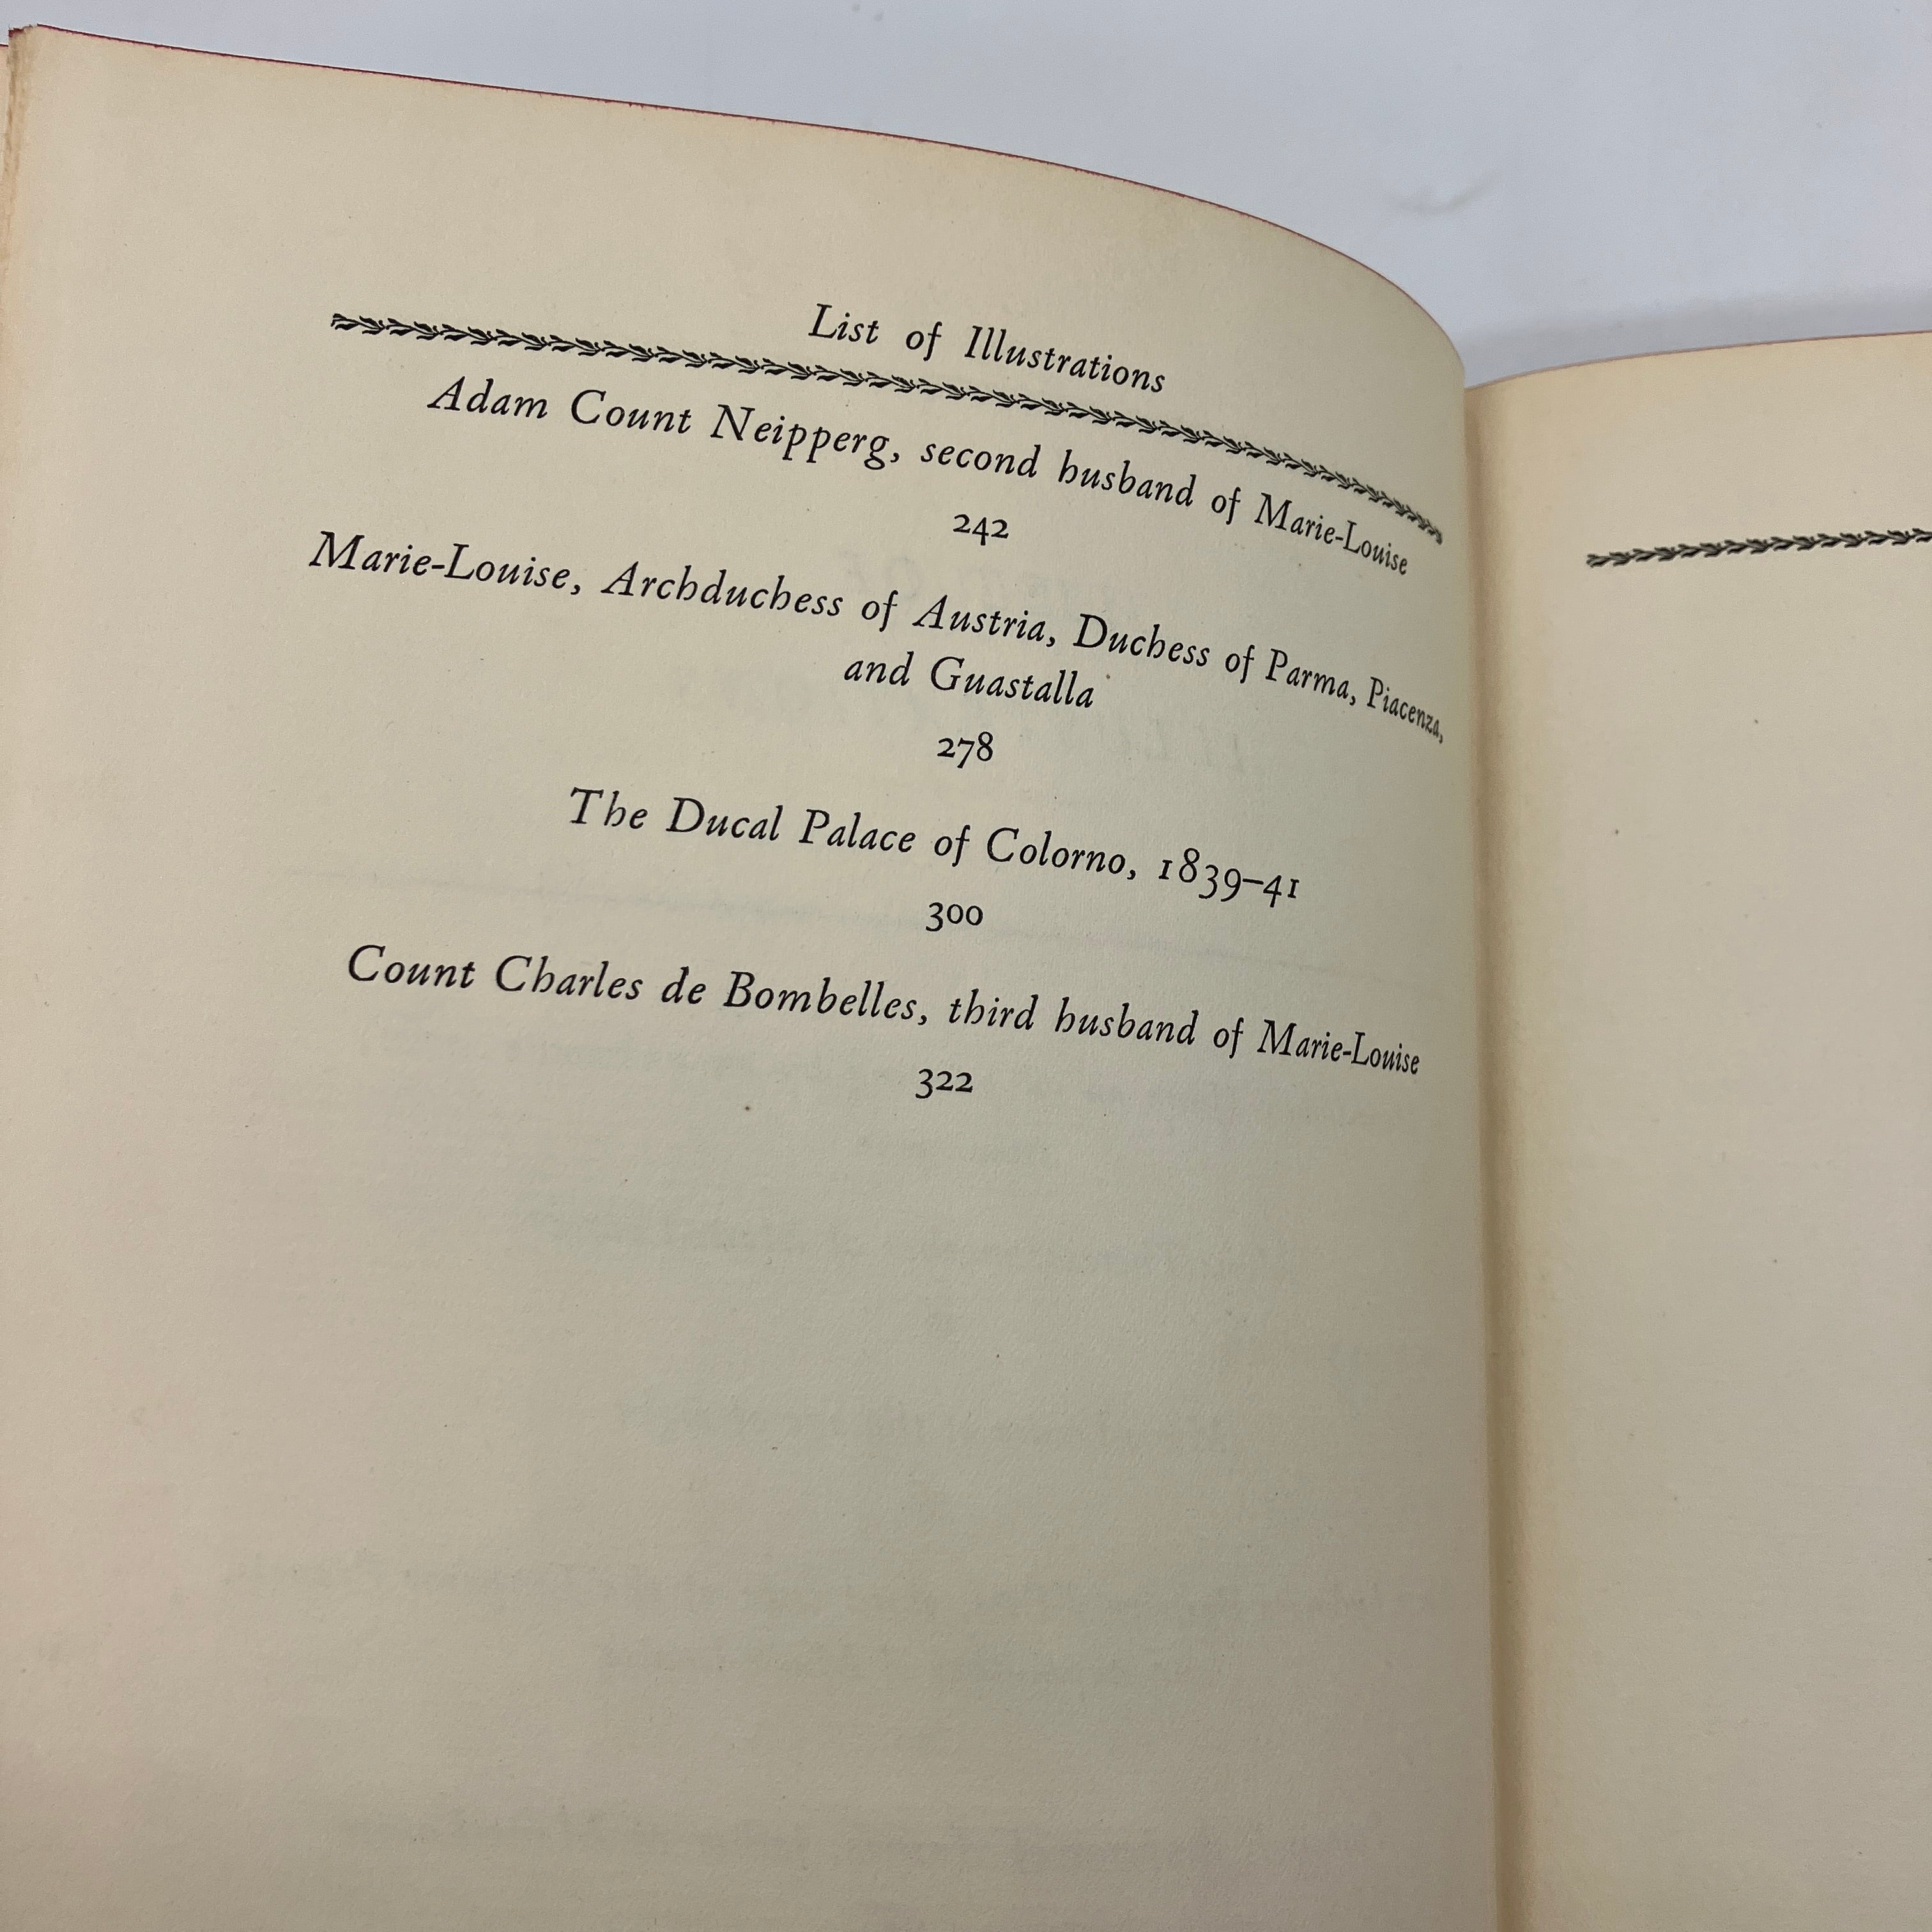 List of Illustrations
Adam Count Neipperg, second husband of Marie-Louise
242
Marie-Louise, Archduchess of Austria, Duchess of Parma, Piacenza,
and Guastalla
278
The Ducal Palace of Colorno, 1839–41
300
Count Charles de Bombelles, third husband of Marie-Louise
322